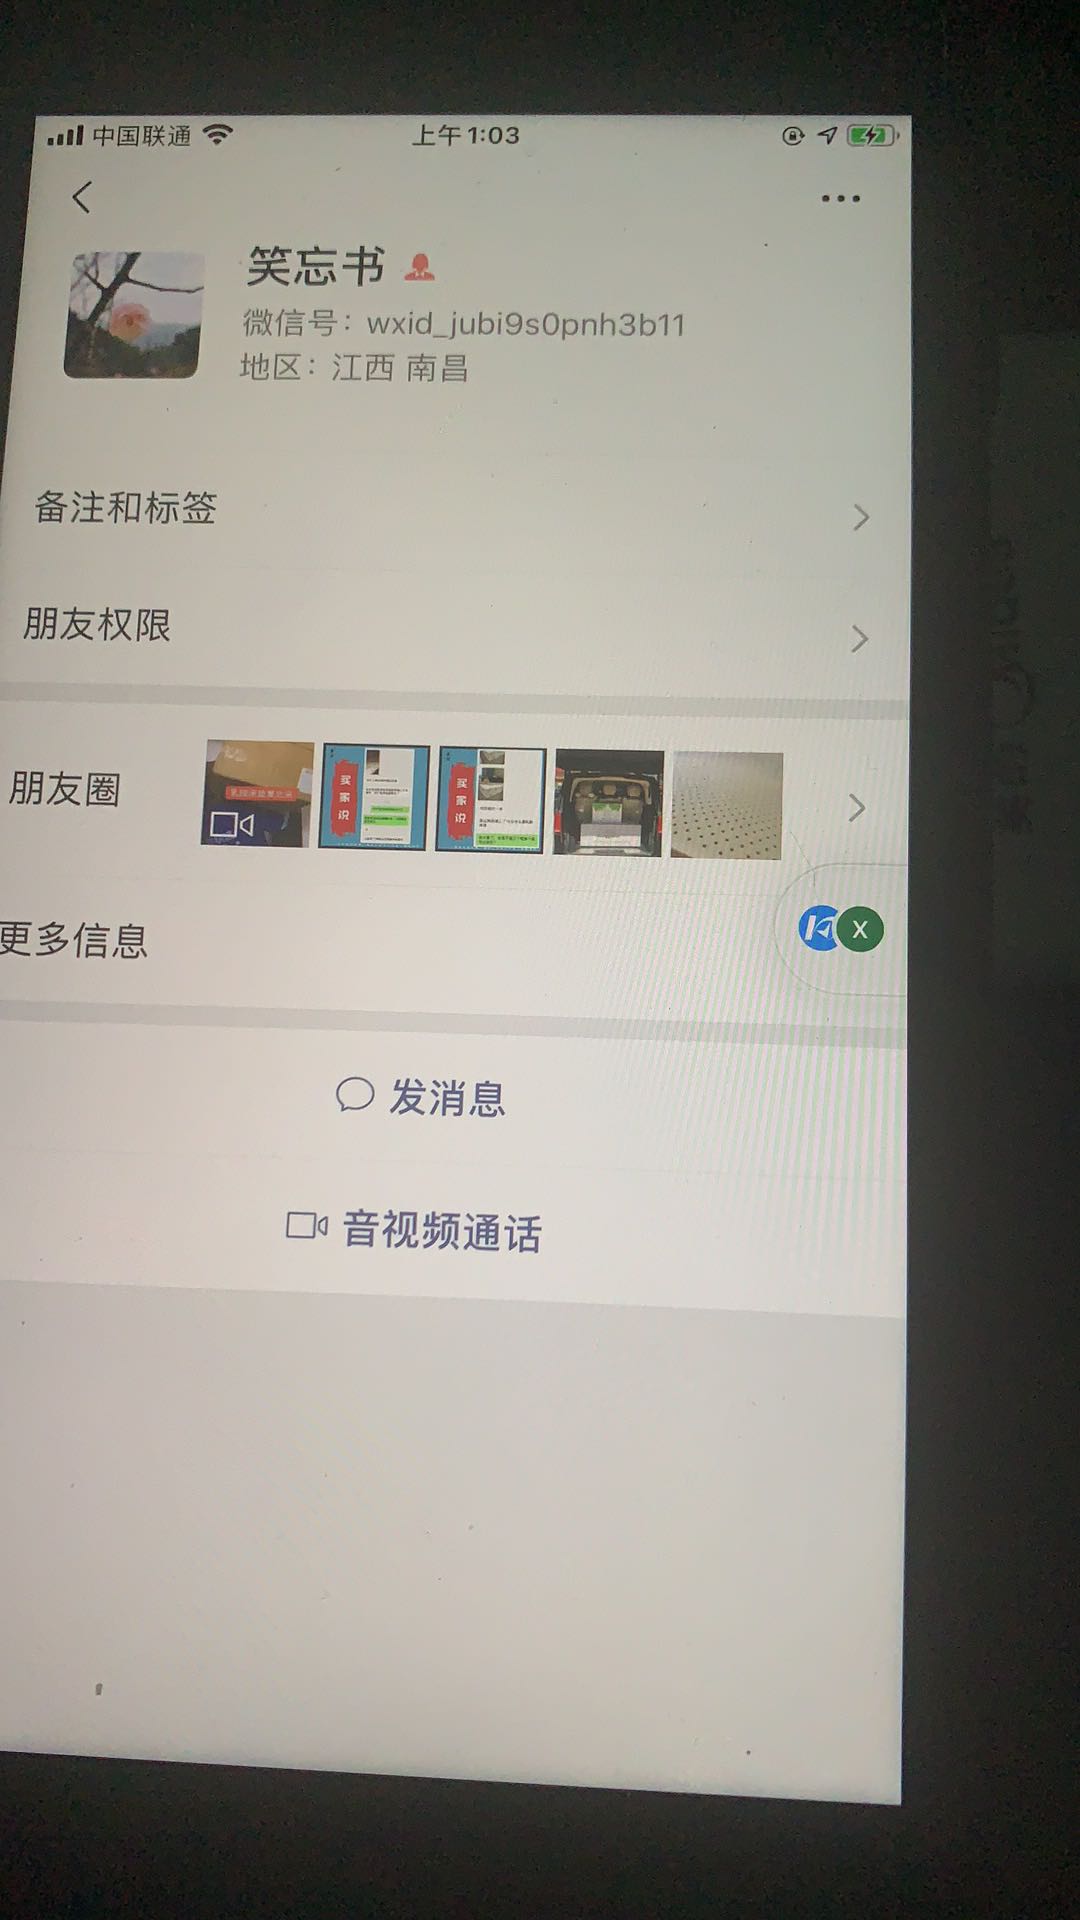 中国联通
上午1:03
笑忘书
微信号：wxid_jubi9s0pnh3b11
地区：江西 南昌
备注和标签
朋友权限
朋友圈
买家说
买家说
更多信息
X
发消息
音视频通话